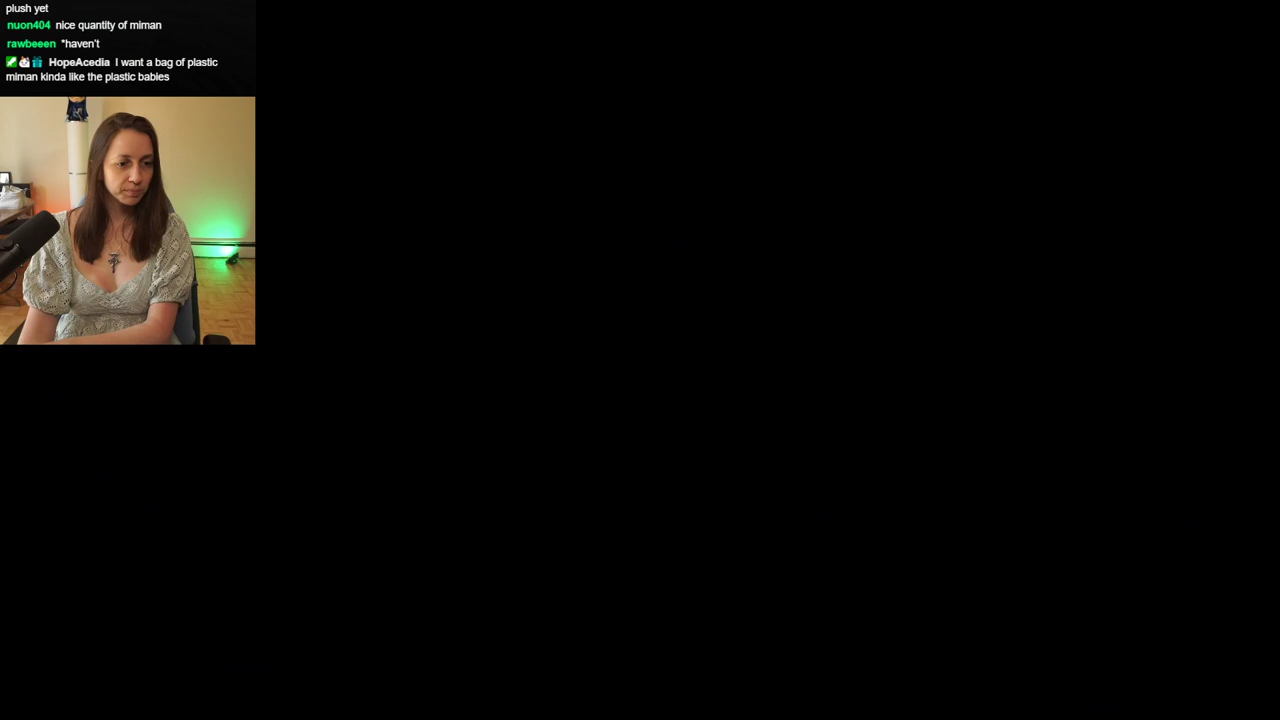 plush yet
nuon404 nice quantity of miman
rawbeeen *haven't
HopeAcedia I want a bag of plastic
miman kinda like the plastic babies